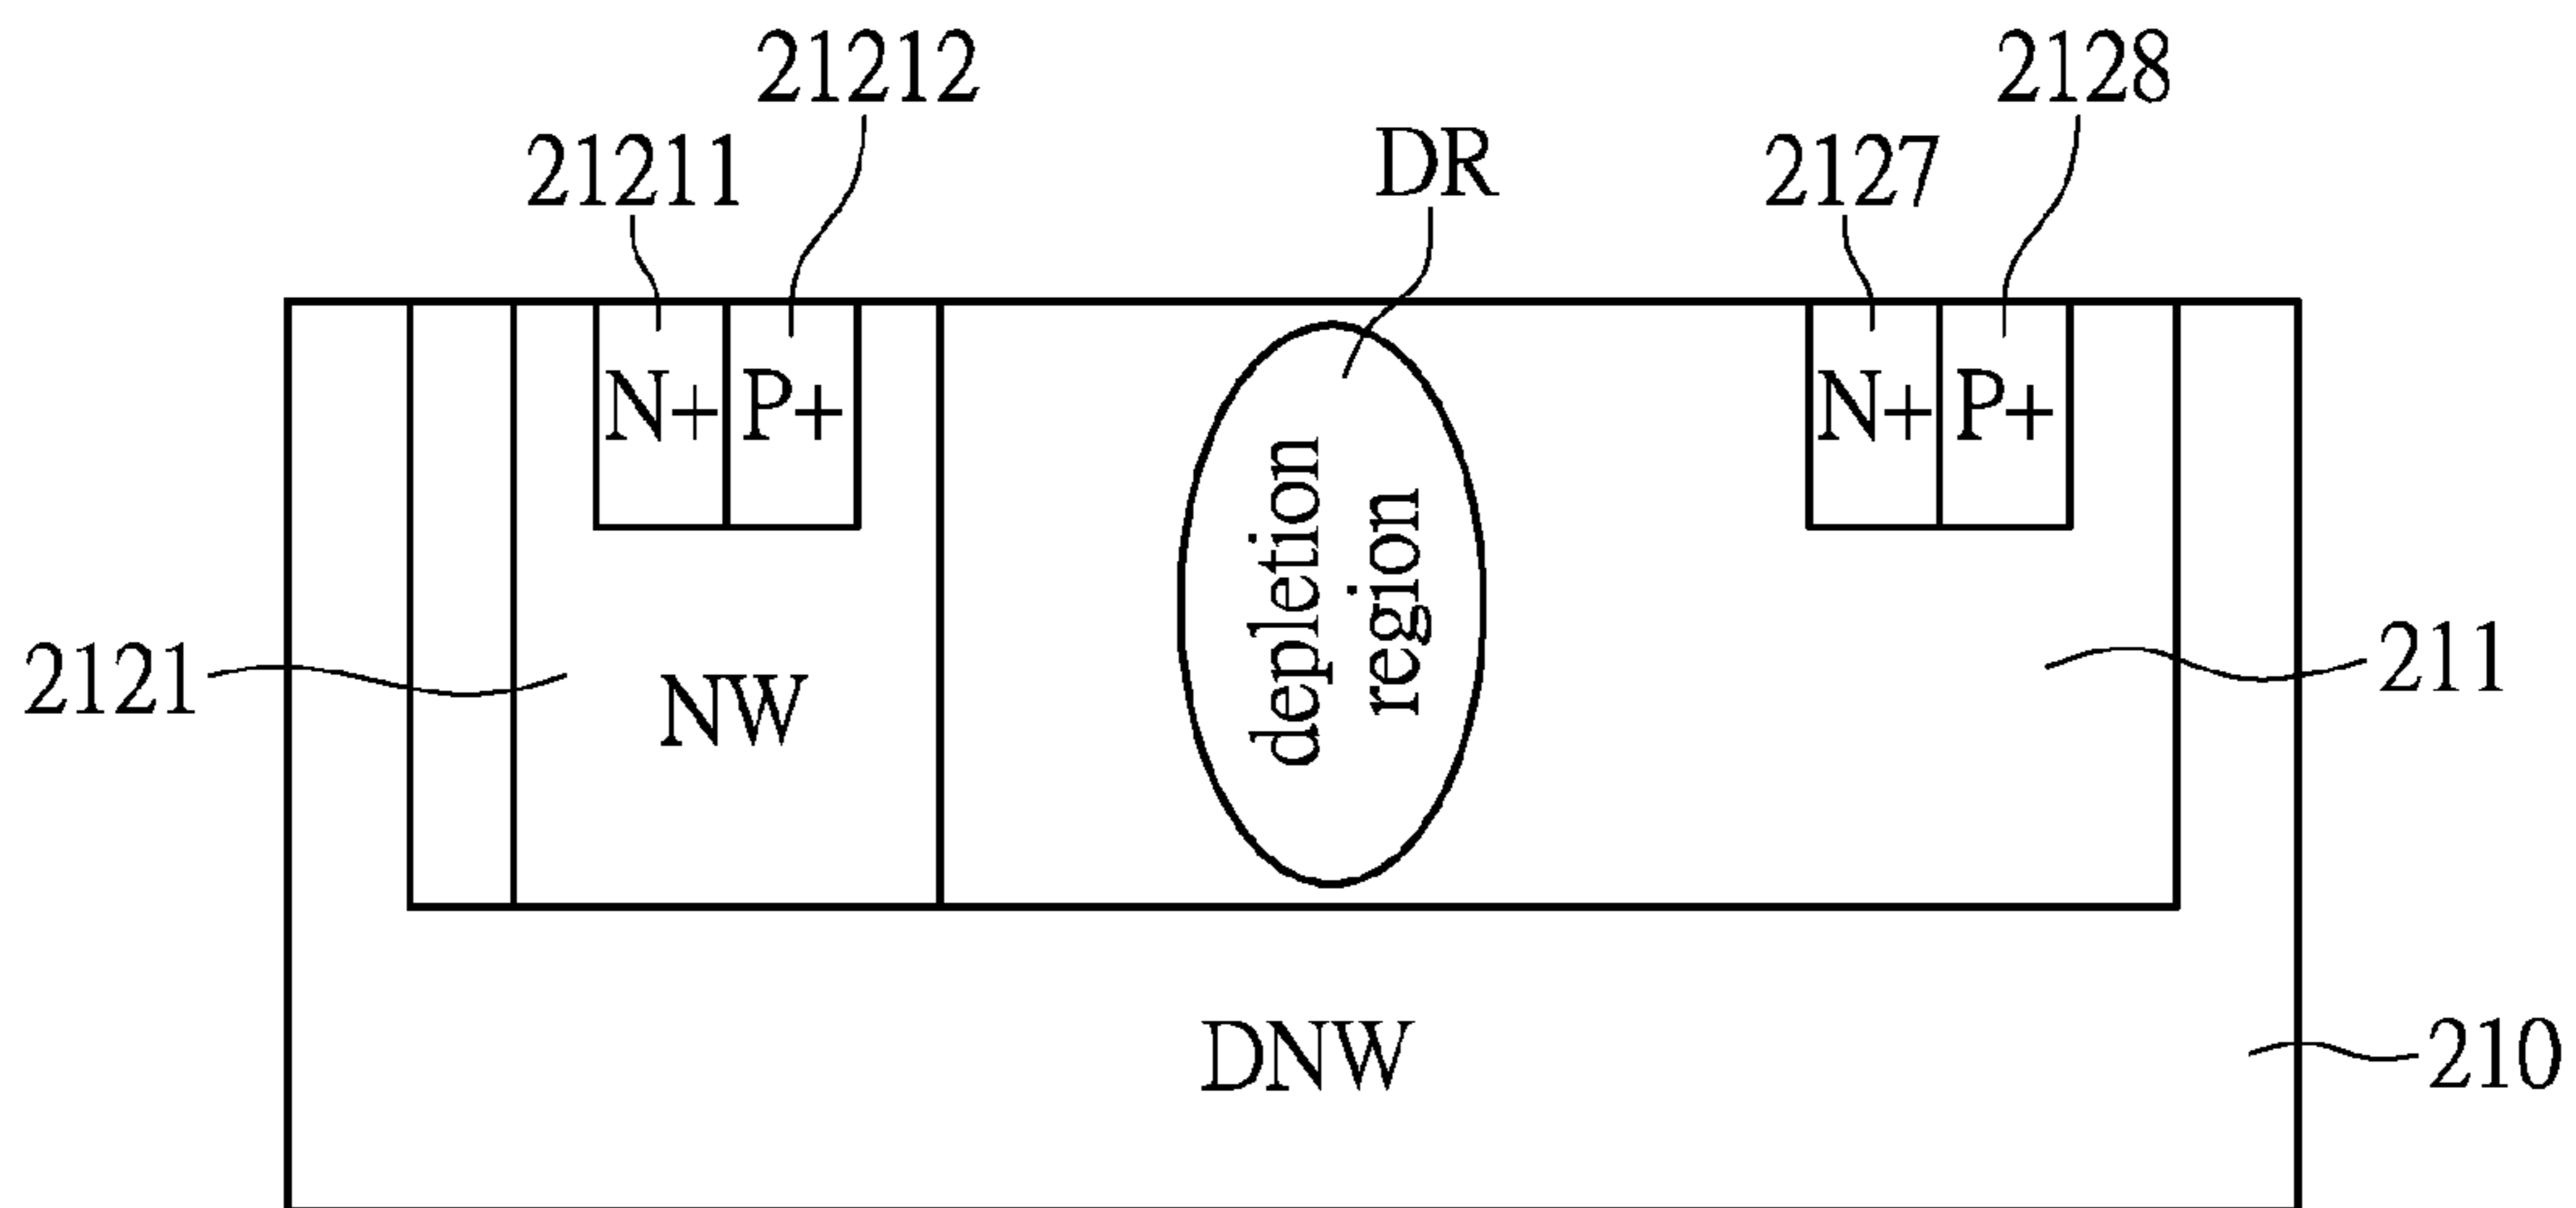 21212
2128
21211
DR
2127
N+
P+
N+
P+
depletion
region
2121
NW
211
DNW
210